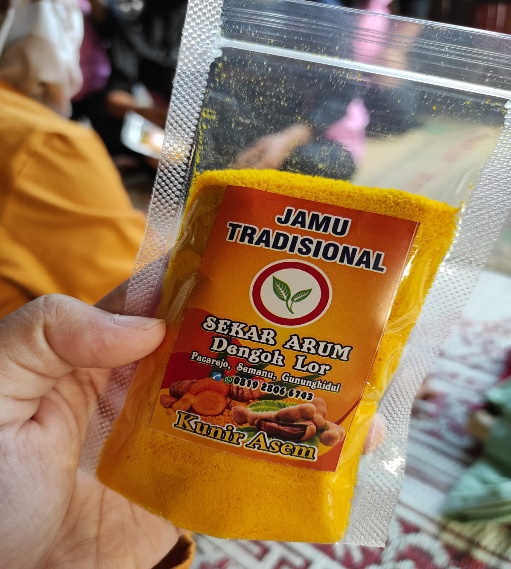 JAMU
TRADISIONAL
SEKAR ARUM
Dengok Lor
Pacarejo, Semanu, Gunungkidul
Kunir Asem